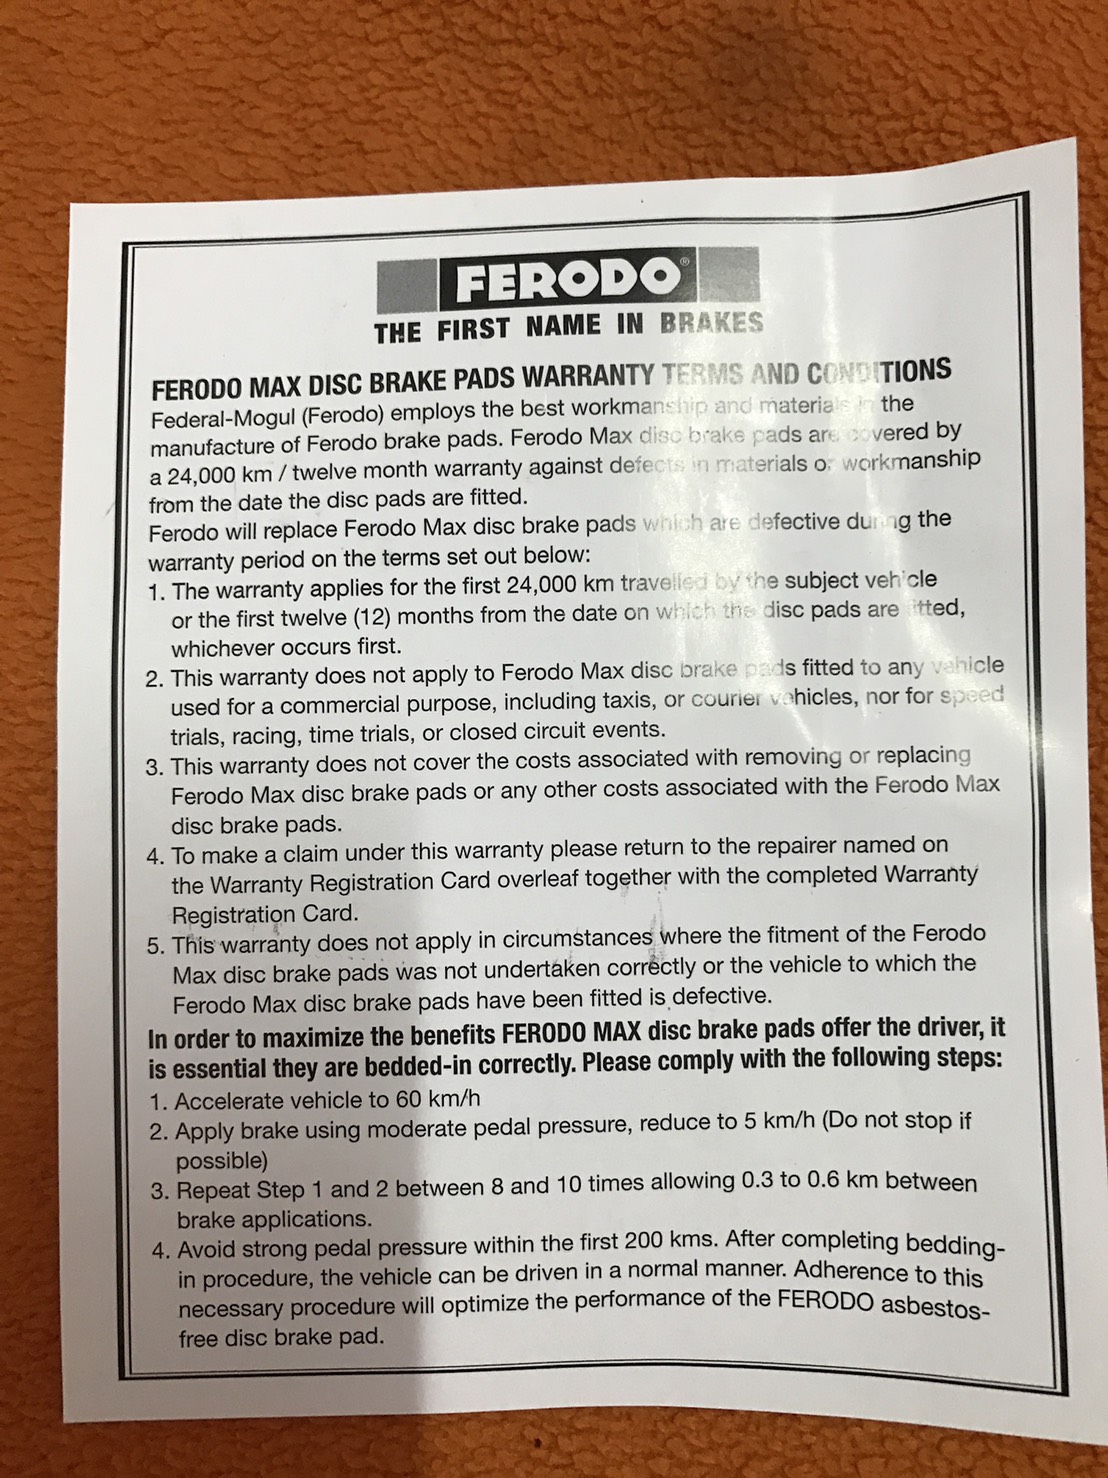 FERODO®
THE FIRST NAME IN BRAKES
FERODO MAX DISC BRAKE PADS WARRANTY TERMS AND CONDITIONS
Federal-Mogul (Ferodo) employs the best workmanship and materials in the
manufacture of Ferodo brake pads. Ferodo Max disc brake pads are covered by
a 24,000 km / twelve month warranty against defects in materials or workmanship
from the date the disc pads are fitted.
Ferodo will replace Ferodo Max disc brake pads which are defective during the
warranty period on the terms set out below:
1. The warranty applies for the first 24,000 km travelled by the subject vehicle
or the first twelve (12) months from the date on which the disc pads are fitted,
whichever occurs first.
2. This warranty does not apply to Ferodo Max disc brake pads fitted to any vehicle
used for a commercial purpose, including taxis, or courier vehicles, nor for speed
trials, racing, time trials, or closed circuit events.
3. This warranty does not cover the costs associated with removing or replacing
Ferodo Max disc brake pads or any other costs associated with the Ferodo Max
disc brake pads.
4. To make a claim under this warranty please return to the repairer named on
the Warranty Registration Card overleaf together with the completed Warranty
Registration Card.
5. This warranty does not apply in circumstances where the fitment of the Ferodo
Max disc brake pads was not undertaken correctly or the vehicle to which the
Ferodo Max disc brake pads have been fitted is defective.
In order to maximize the benefits FERODO MAX disc brake pads offer the driver, it
is essential they are bedded-in correctly. Please comply with the following steps:
1. Accelerate vehicle to 60 km/h
2. Apply brake using moderate pedal pressure, reduce to 5 km/h (Do not stop if
possible)
3. Repeat Step 1 and 2 between 8 and 10 times allowing 0.3 to 0.6 km between
brake applications.
4. Avoid strong pedal pressure within the first 200 kms. After completing bedding-
in procedure, the vehicle can be driven in a normal manner. Adherence to this
necessary procedure will optimize the performance of the FERODO asbestos-
free disc brake pad.